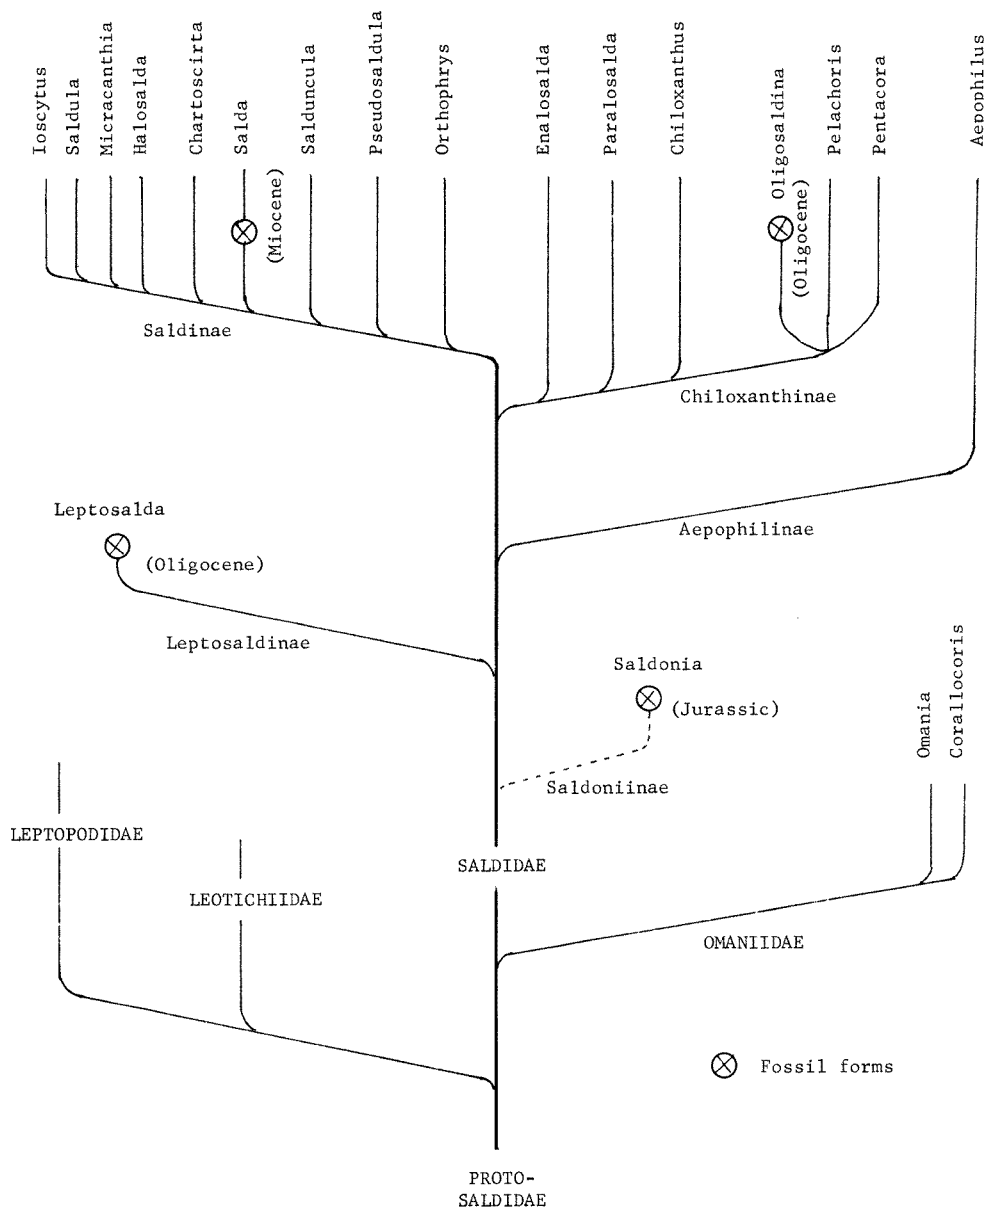 Ioscytus
Saldula
Micracanthia
Halosalda
Chartoscirta
Salda
(Miocene)
Salduncula
Pseudosaldula
Orthophrys
Enalosalda
Paralosalda
Chiloxanthus
Oligosaldina
(Oligocene)
Pelachoris
Pentacora
Aepophilus
Saldinae
Chiloxanthinae
Leptosalda
(Oligocene)
Aepophilinae
Leptosaldinae
Saldonia
(Jurassic)
Omania
Corallocoris
Saldoniinae
LEPTOPODIDAE
SALDIDAE
LEOTICHIIDAE
OMANIIDAE
Fossil forms
PROTO-
SALDIDAE